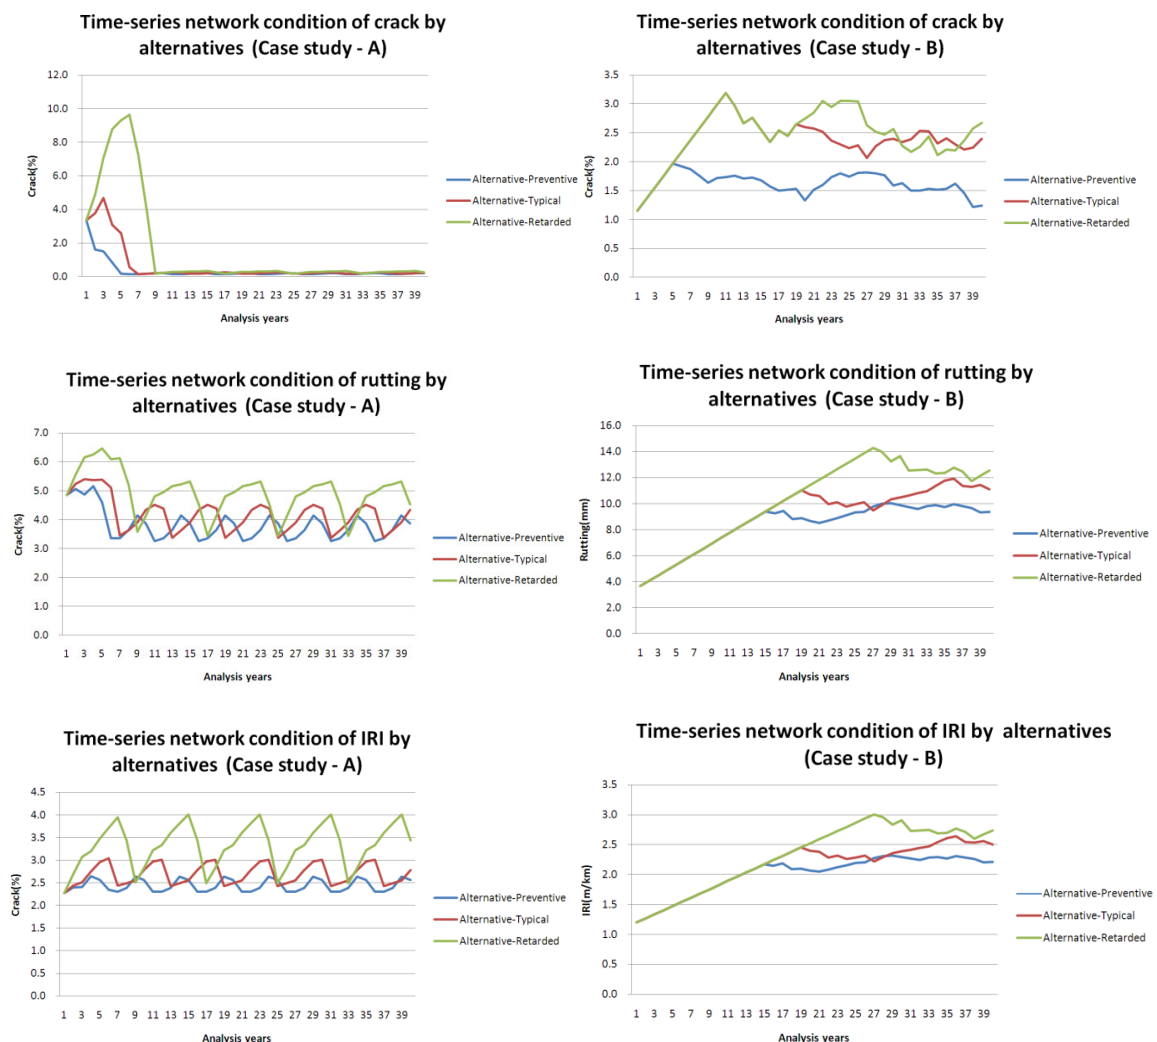 Time-series network condition of crack by
alternatives (Case study - A)
12.0
10.0
8.0
6.0
4.0
2.0
0.0
Crack(%)
1 3 5 7 9 11 13 15 17 19 21 23 25 27 29 31 33 35 37 39
Analysis years
Alternative-Preventive
Alternative-Typical
Alternative-Retarded
Time-series network condition of crack by
alternatives (Case study - B)
3.5
3.0
2.5
2.0
1.5
1.0
0.5
0.0
Crack(%)
1 3 5 7 9 11 13 15 17 19 21 23 25 27 29 31 33 35 37 39
Analysis years
Alternative-Preventive
Alternative-Typical
Alternative-Retarded
Time-series network condition of rutting by
alternatives (Case study - A)
7.0
6.0
5.0
4.0
3.0
2.0
1.0
0.0
Crack(%)
1 3 5 7 9 11 13 15 17 19 21 23 25 27 29 31 33 35 37 39
Analysis years
Alternative-Preventive
Alternative-Typical
Alternative-Retarded
Time-series network condition of rutting by
alternatives (Case study - B)
16.0
14.0
12.0
10.0
8.0
6.0
4.0
2.0
0.0
Rutting(mm)
1 3 5 7 9 11 13 15 17 19 21 23 25 27 29 31 33 35 37 39
Analysis years
Alternative-Preventive
Alternative-Typical
Alternative-Retarded
Time-series network condition of IRI by
alternatives (Case study - A)
4.5
4.0
3.5
3.0
2.5
2.0
1.5
1.0
0.5
0.0
Crack(%)
1 3 5 7 9 11 13 15 17 19 21 23 25 27 29 31 33 35 37 39
Analysis years
Alternative-Preventive
Alternative-Typical
Alternative-Retarded
Time-series network condition of IRI by alternatives
(Case study - B)
3.5
3.0
2.5
2.0
1.5
1.0
0.5
0.0
IRI(m/km)
1 3 5 7 9 11 13 15 17 19 21 23 25 27 29 31 33 35 37 39
Analysis years
Alternative-Preventive
Alternative-Typical
Alternative-Retarded